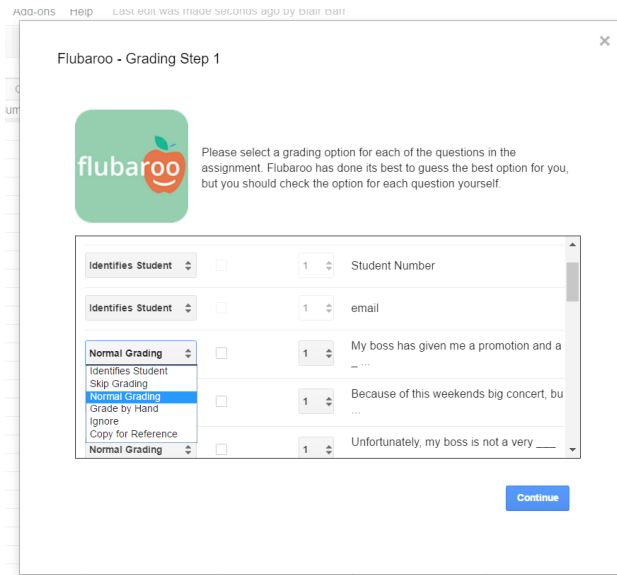 Add-ons Help Last edit was made seconds ago by Blair Barr
Flubaroo - Grading Step 1
flubaroo
Please select a grading option for each of the questions in the
assignment. Flubaroo has done its best to guess the best option for you,
but you should check the option for each question yourself.
Identifies Student 1 Student Number
Identifies Student 1 email
Normal Grading 1 My boss has given me a promotion and a
_ ...
Identifies Student
Skip Grading
Normal Grading
Grade by Hand
Ignore
Copy for Reference
1 Because of this weekends big concert, bu
...
Normal Grading 1 Unfortunately, my boss is not a very ___
Continue